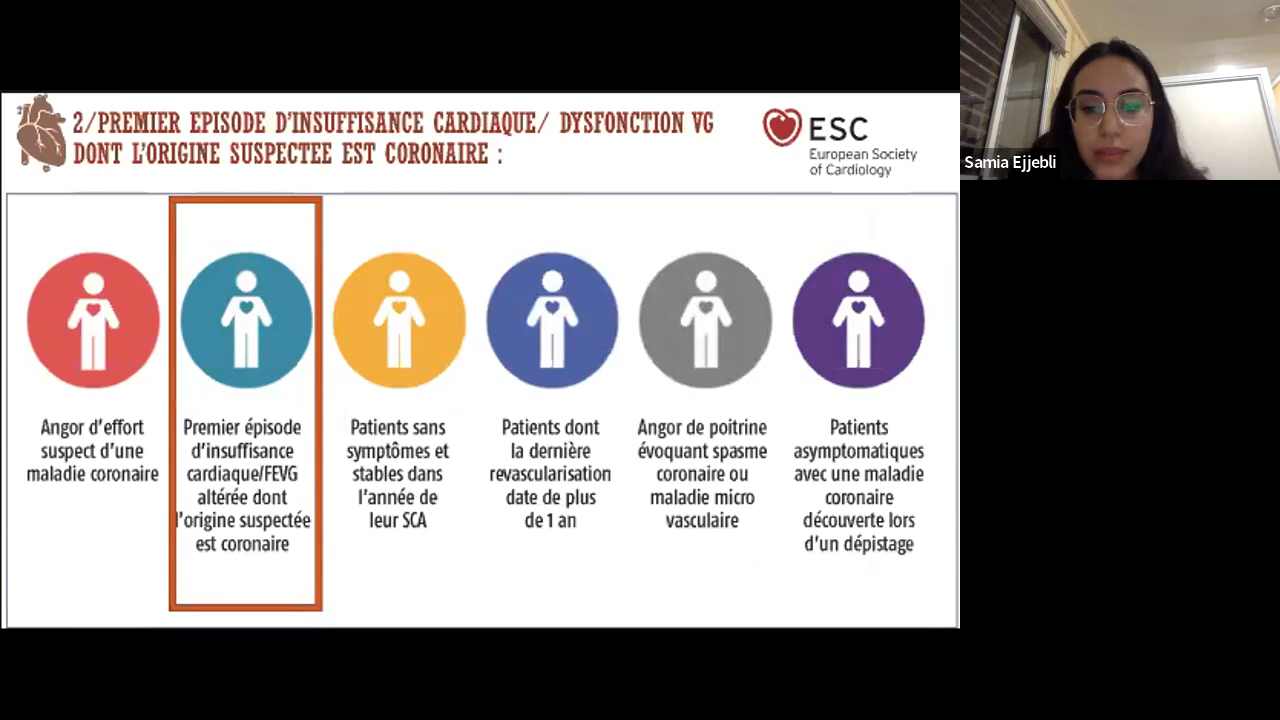 2/PREMIER EPISODE D'INSUFFISANCE CARDIAQUE/ DYSFONCTION VG
DONT L'ORIGINE SUSPECTEE EST CORONAIRE :
ESC
European Society
of Cardiology
Samia Ejjebli
Angor d'effort
suspect d'une
maladie coronaire
Premier épisode
d'insuffisance
cardiaque/FEVG
altérée dont
l'origine suspectée
est coronaire
Patients sans
symptômes et
stables dans
l'année de
leur SCA
Patients dont
la dernière
revascularisation
date de plus
de 1 an
Angor de poitrine
évoquant spasme
coronaire ou
maladie micro
vasculaire
Patients
asymptomatiques
avec une maladie
coronaire
découverte lors
d'un dépistage